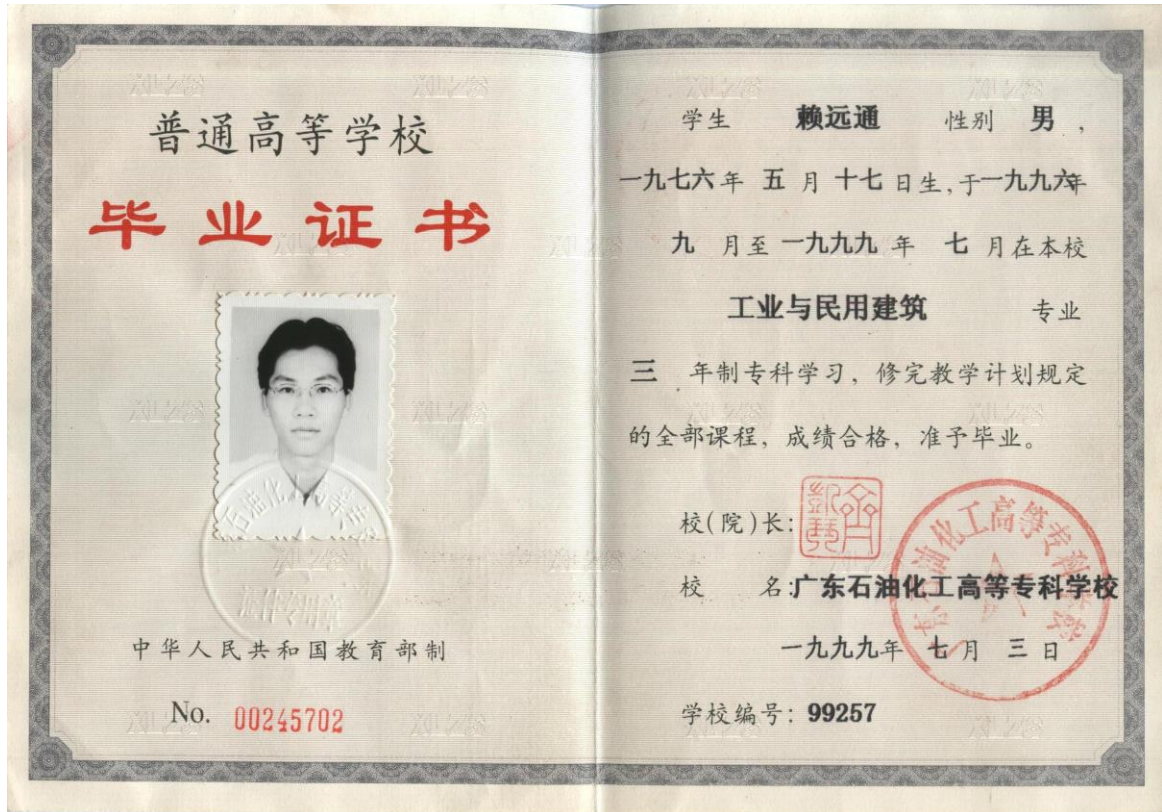 普通高等学校
毕业证书
中华人民共和国教育部制
No. 00245702
学生 赖远通 性别 男，
一九七六年 五 月 十七 日生,于一九九六年
九 月至 一九九九 年 七 月在本校
工业与民用建筑 专业
三 年制专科学习，修完教学计划规定
的全部课程，成绩合格，准予毕业。
校(院)长:
校 名:广东石油化工高等专科学校
一九九九年 七月 三日
学校编号: 99257